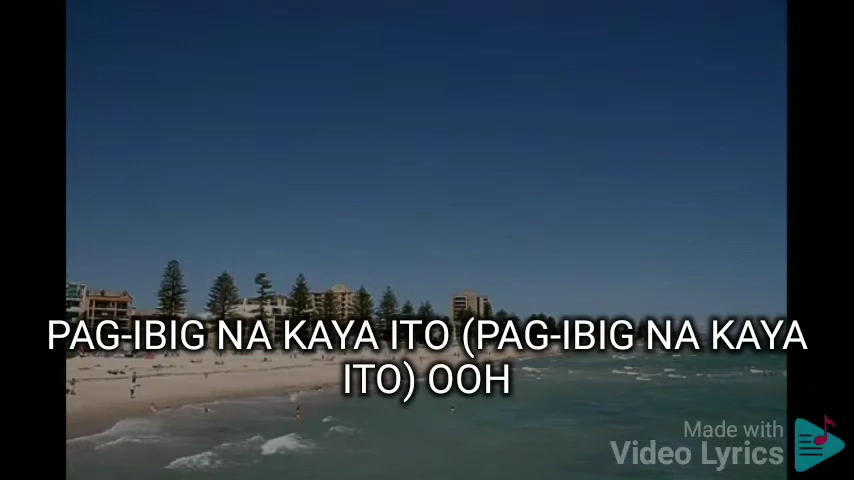 PAG-IBIG NA KAYA ITO (PAG-IBIG NA KAYA
ITO) OOH
Made with
Video Lyrics